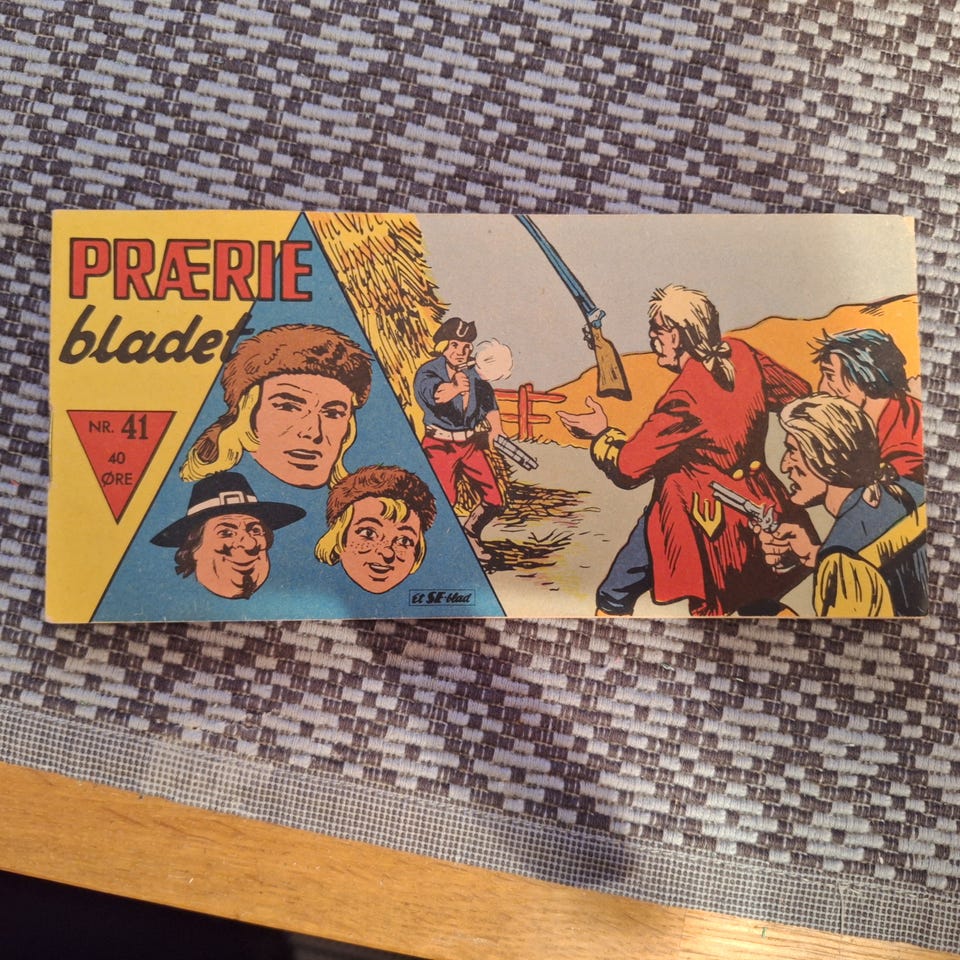 PRÆRIE
bladet
NR. 41
40
ØRE
Et SE-blad